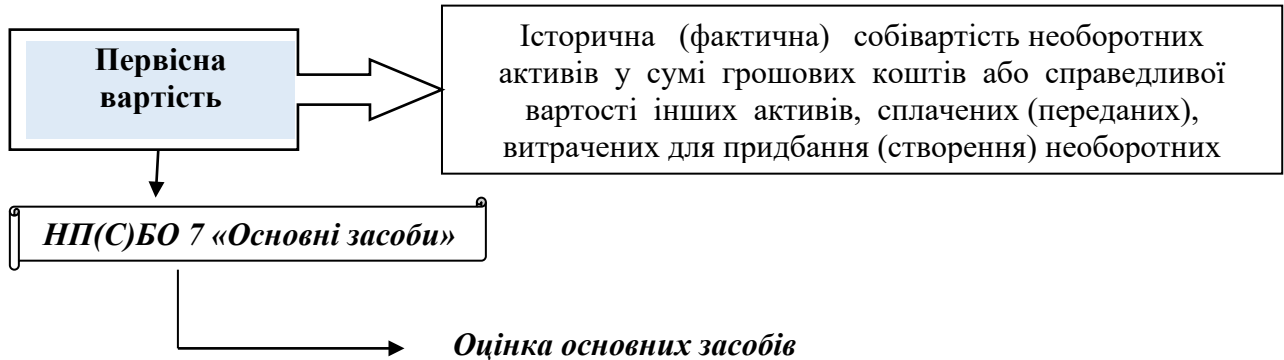 Первісна
вартість
Історична (фактична) собівартість необоротних
активів у сумі грошових коштів або справедливої
вартості інших активів, сплачених (переданих),
витрачених для придбання (створення) необоротних
НП(С)БО 7 «Основні засоби»
Оцінка основних засобів